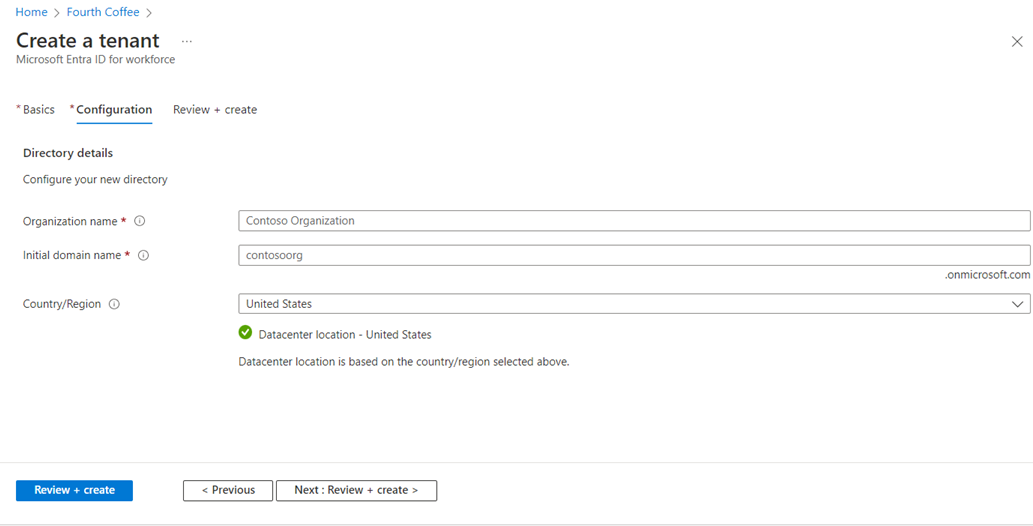 Home > Fourth Coffee >
Create a tenant ...
Microsoft Entra ID for workforce
* Basics * Configuration Review + create
Directory details
Configure your new directory
Organization name * Contoso Organization
Initial domain name * contosoorg
.onmicrosoft.com
Country/Region United States
Datacenter location - United States
Datacenter location is based on the country/region selected above.
Review + create < Previous Next : Review + create >